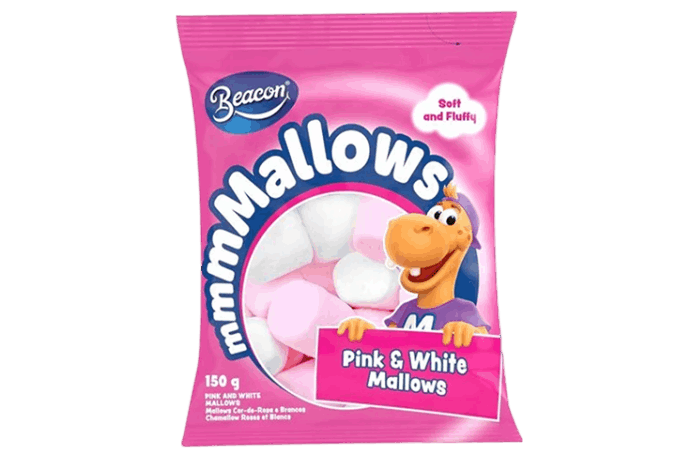 Beacon
Soft
and Fluffy
mmmMallows
M
Pink & White
Mallows
150 g
PINK AND WHITE
MALLOWS
Mallows Cor-de-Rosa e Brancos
Chamallow Rosas et Blancs